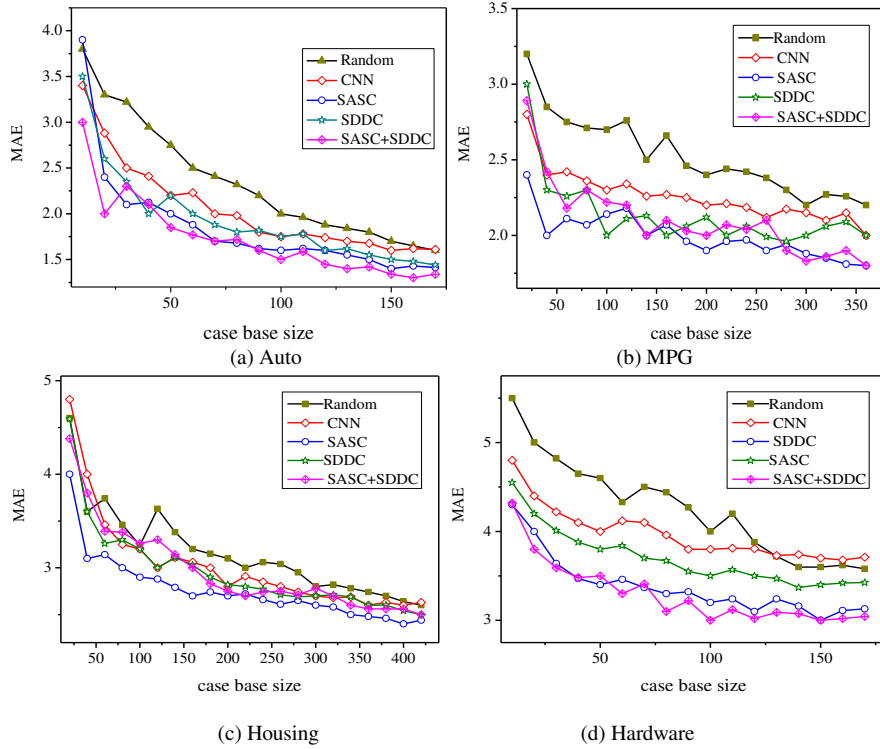 4.0
3.5
3.0
2.5
2.0
1.5
MAE
50
100
150
case base size
Random
CNN
SASC
SDDC
SASC+SDDC
(a) Auto
3.5
3.0
2.5
2.0
1.5
MAE
50
100
150
200
250
300
350
case base size
Random
CNN
SASC
SDDC
SASC+SDDC
(b) MPG
5
4
3
MAE
50
100
150
200
250
300
350
400
case base size
Random
CNN
SASC
SDDC
SASC+SDDC
(c) Housing
5
4
3
MAE
50
100
150
case base size
Random
CNN
SDDC
SASC
SASC+SDDC
(d) Hardware